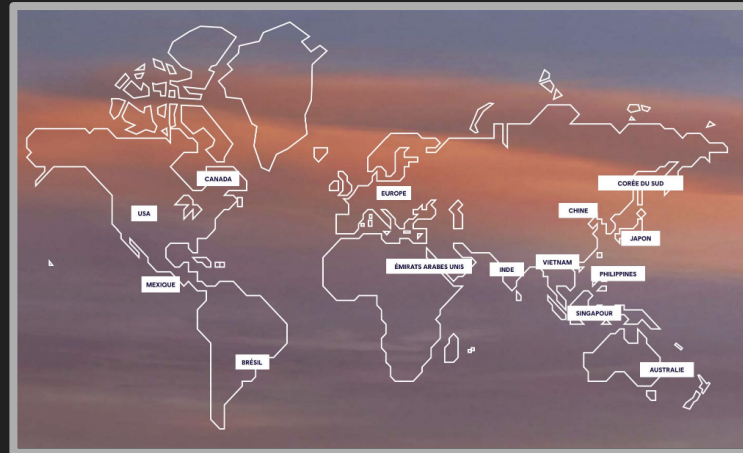 CANADA
CORÉE DU SUD
EUROPE
CHINE
USA
JAPON
VIETNAM
ÉMIRATS ARABES UNIS
INDE
PHILIPPINES
MEXIQUE
SINGAPOUR
BRÉSIL
AUSTRALIE